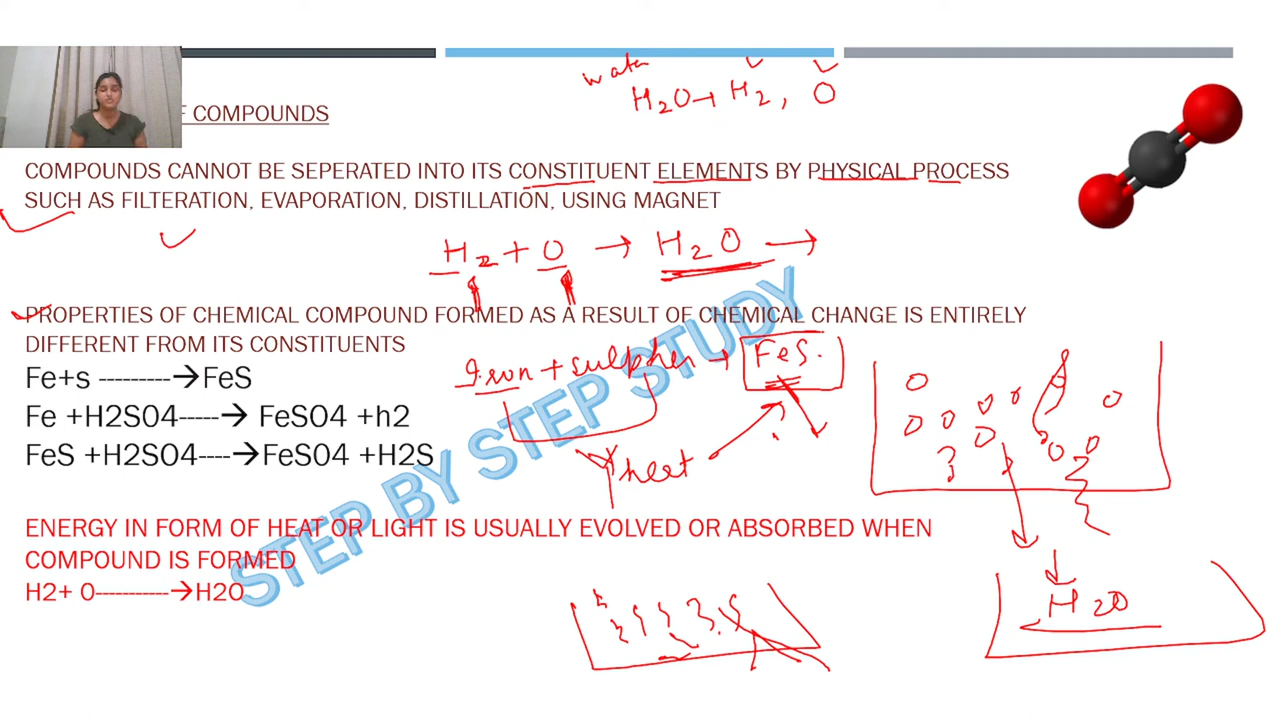 water
H2O → H2, O
F COMPOUNDS
COMPOUNDS CANNOT BE SEPERATED INTO ITS CONSTITUENT ELEMENTS BY PHYSICAL PROCESS
SUCH AS FILTERATION, EVAPORATION, DISTILLATION, USING MAGNET
H2 + O → H2O →
PROPERTIES OF CHEMICAL COMPOUND FORMED AS A RESULT OF CHEMICAL CHANGE IS ENTIRELY
DIFFERENT FROM ITS CONSTITUENTS
Iron + sulpher → FeS.
Fe+s ---------→FeS
Fe +H2SO4-----→ FeSO4 +h2
FeS +H2SO4----→FeSO4 +H2S
heat
STEP BY STEP STUDY
ENERGY IN FORM OF HEAT OR LIGHT IS USUALLY EVOLVED OR ABSORBED WHEN
COMPOUND IS FORMED
H2+ O-----------→H2O
H2O